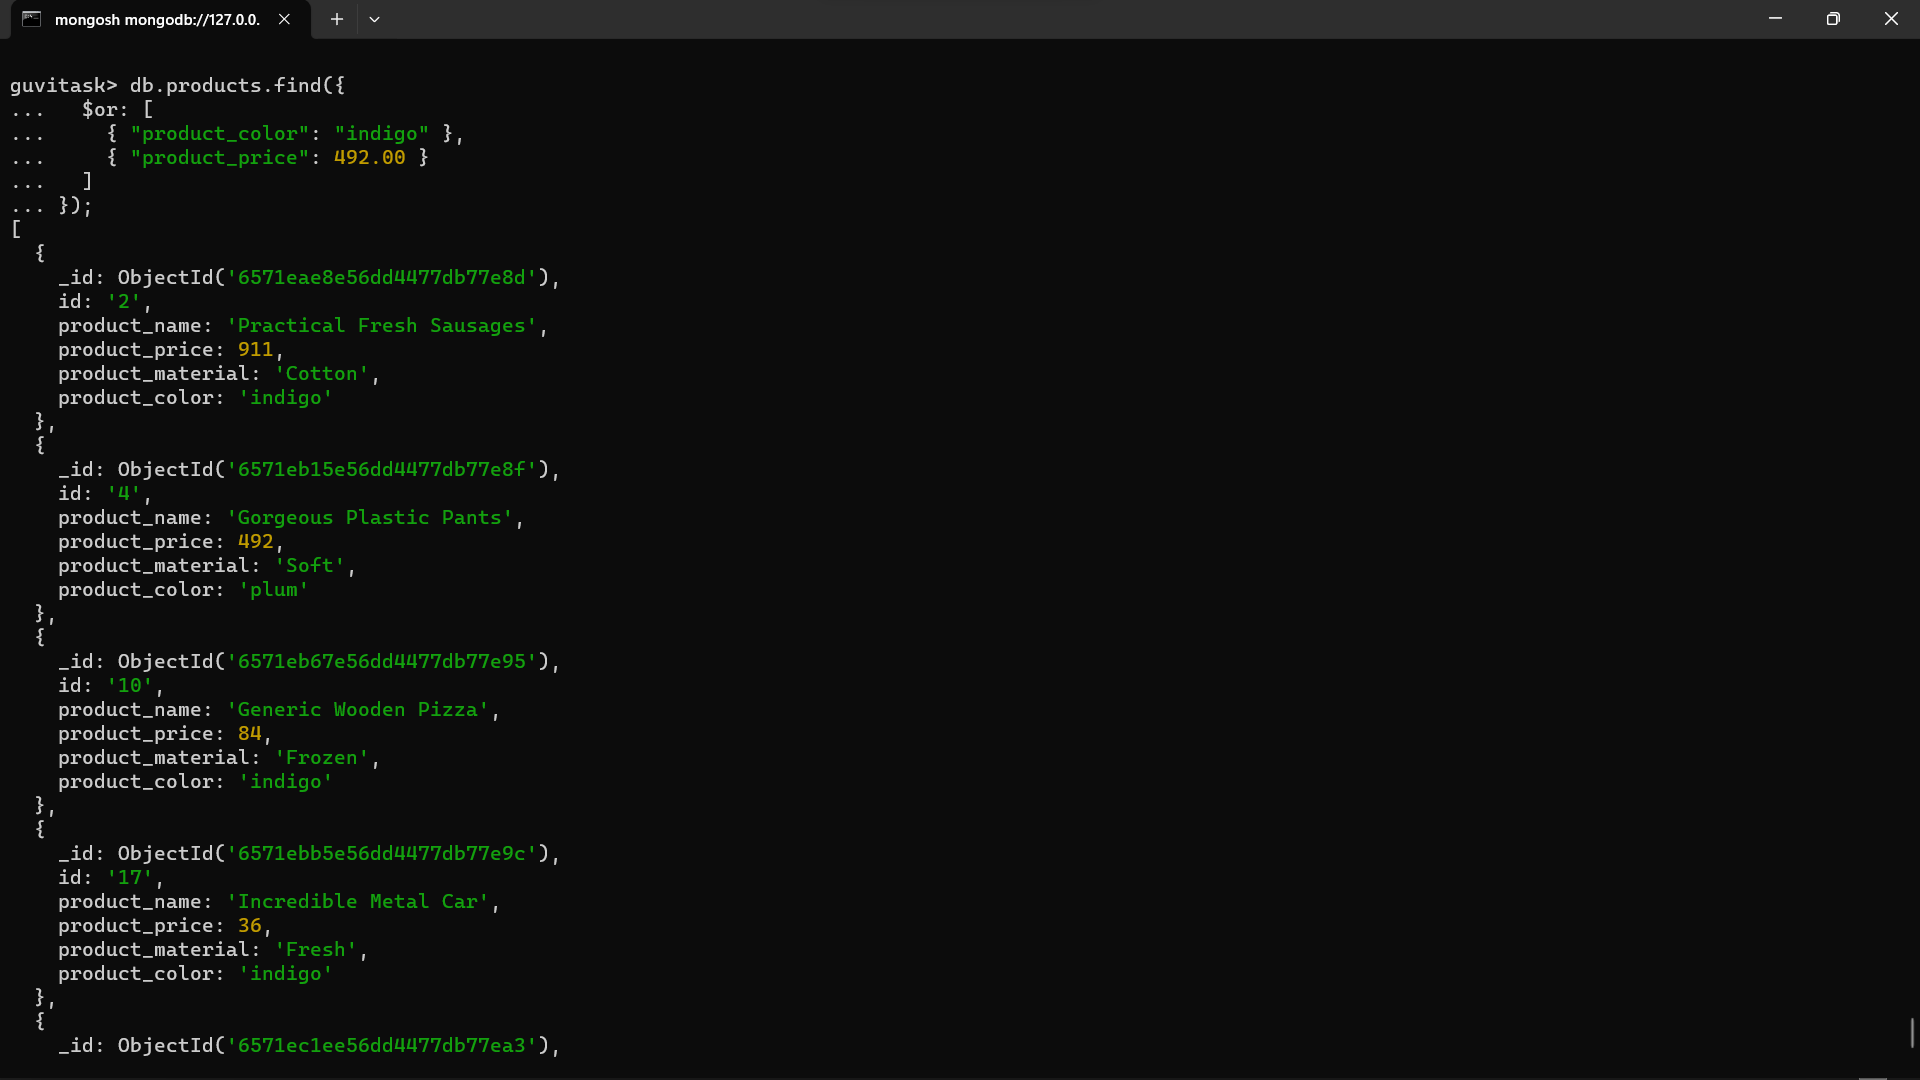 mongosh mongodb://127.0.0.
guvitask> db.products.find({
...   $or: [
...     { "product_color": "indigo" },
...     { "product_price": 492.00 }
...   ]
... });
[
  {
    _id: ObjectId('6571eae8e56dd4477db77e8d'),
    id: '2',
    product_name: 'Practical Fresh Sausages',
    product_price: 911,
    product_material: 'Cotton',
    product_color: 'indigo'
  },
  {
    _id: ObjectId('6571eb15e56dd4477db77e8f'),
    id: '4',
    product_name: 'Gorgeous Plastic Pants',
    product_price: 492,
    product_material: 'Soft',
    product_color: 'plum'
  },
  {
    _id: ObjectId('6571eb67e56dd4477db77e95'),
    id: '10',
    product_name: 'Generic Wooden Pizza',
    product_price: 84,
    product_material: 'Frozen',
    product_color: 'indigo'
  },
  {
    _id: ObjectId('6571ebb5e56dd4477db77e9c'),
    id: '17',
    product_name: 'Incredible Metal Car',
    product_price: 36,
    product_material: 'Fresh',
    product_color: 'indigo'
  },
  {
    _id: ObjectId('6571ec1ee56dd4477db77ea3'),